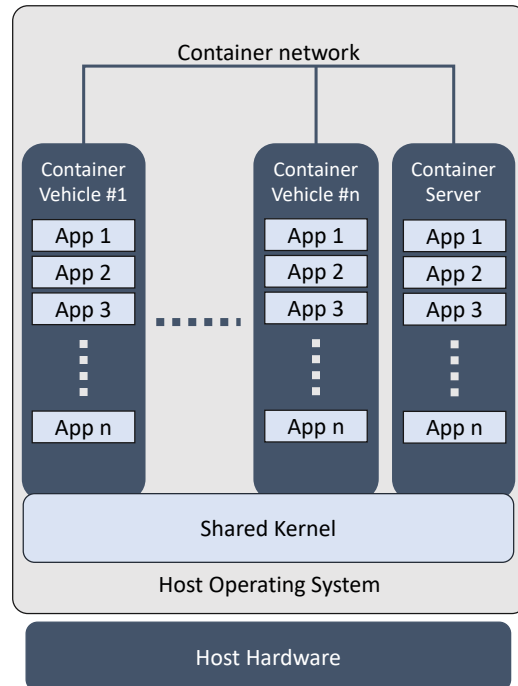 Container network
Container
Vehicle #1
App 1
App 2
App 3
App n
Container
Vehicle #n
App 1
App 2
App 3
App n
Container
Server
App 1
App 2
App 3
App n
Shared Kernel
Host Operating System
Host Hardware